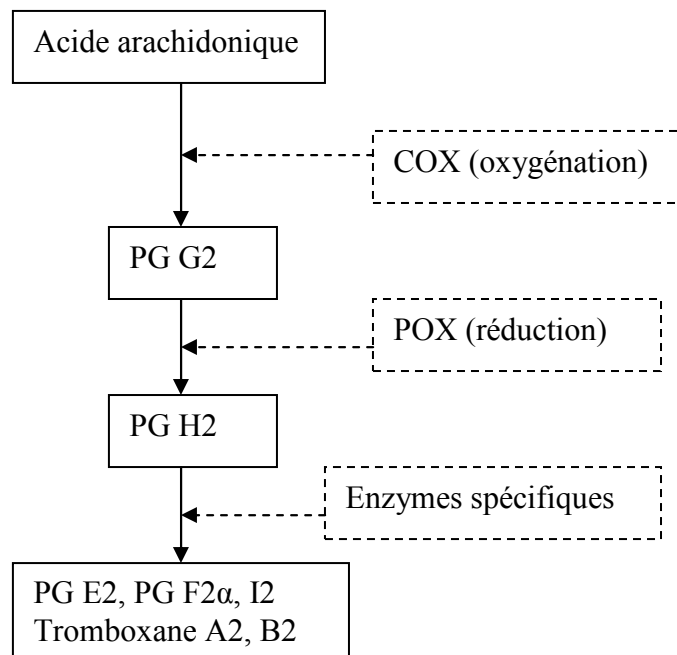 Acide arachidonique
COX (oxygénation)
PG G2
POX (réduction)
PG H2
Enzymes spécifiques
PG E2, PG F2α, I2
Tromboxane A2, B2